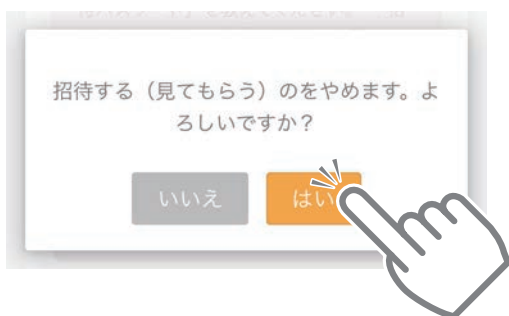 招待する（見てもらう）のをやめます。よ
ろしいですか？
いいえ
はい